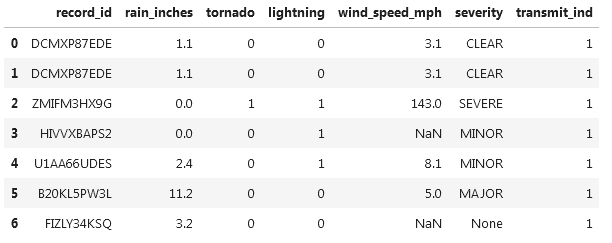 record_id rain_inches tornado lightning wind_speed_mph severity transmit_ind
0 DCMXP87EDE 1.1 0 0 3.1 CLEAR 1
1 DCMXP87EDE 1.1 0 0 3.1 CLEAR 1
2 ZMIFM3HX9G 0.0 1 1 143.0 SEVERE 1
3 HIVVXBAPS2 0.0 0 1 NaN MINOR 1
4 U1AA66UDES 2.4 0 1 8.1 MINOR 1
5 B20KL5PW3L 11.2 0 0 5.0 MAJOR 1
6 FIZLY34KSQ 3.2 0 0 NaN None 1